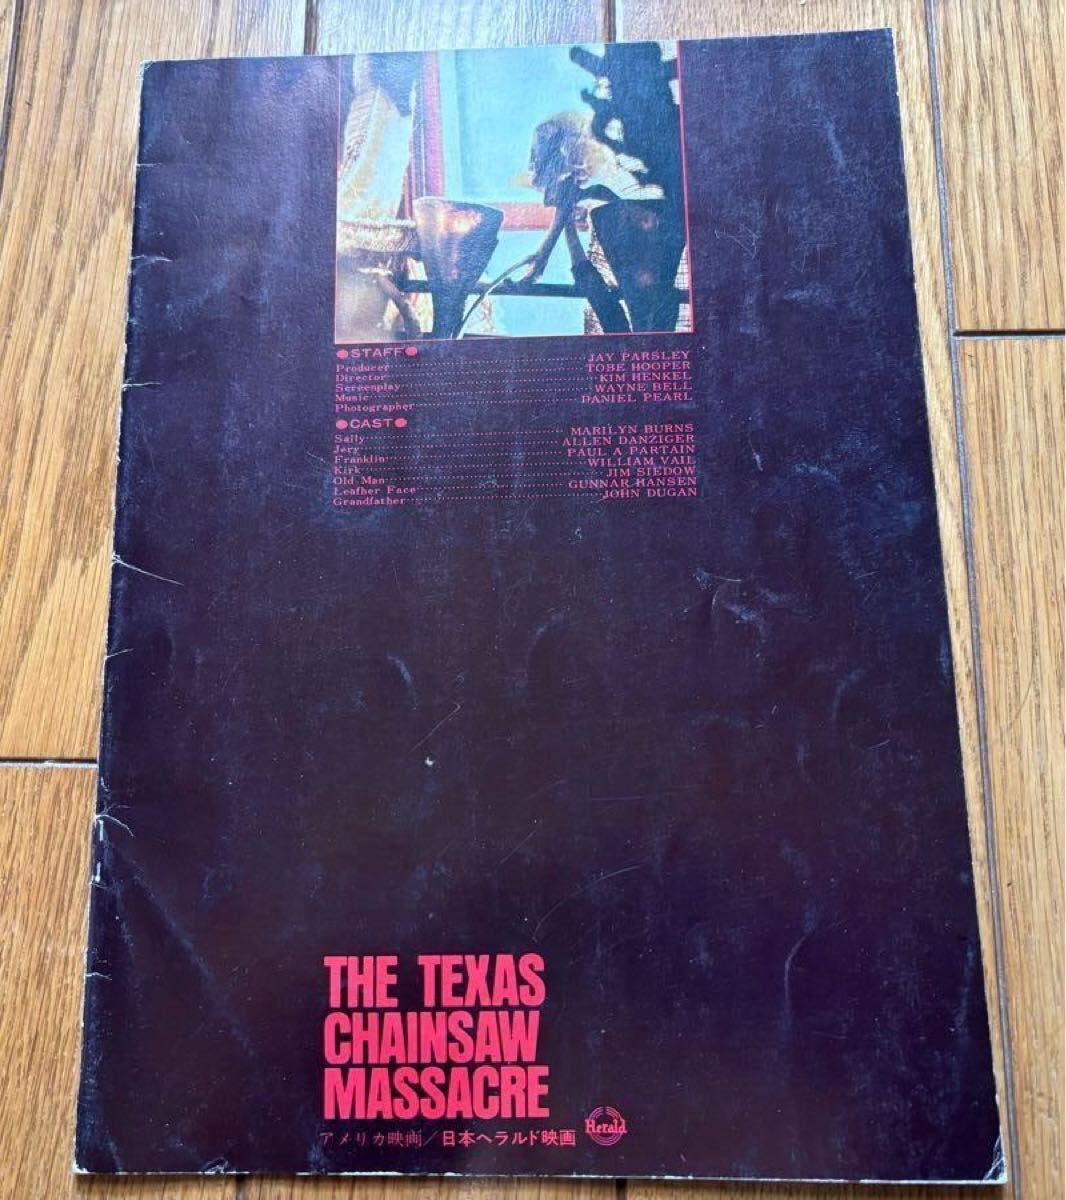 ●STAFF●
Producer JAY PARSLEY
Director TOBE HOOPER
Screenplay KIM HENKEL
Music WAYNE BELL
Photographer DANIEL PEARL
●CAST●
Sally MARILYN BURNS
Jery ALLEN DANZIGER
Franklin PAUL A PARTAIN
Kirk WILLIAM VAIL
Old Man JIM SIEDOW
Leafher Face GUNNAR HANSEN
Grandfather JOHN DUGAN
THE TEXAS
CHAINSAW
MASSACRE
アメリカ映画/日本ヘラルド映画 Herald